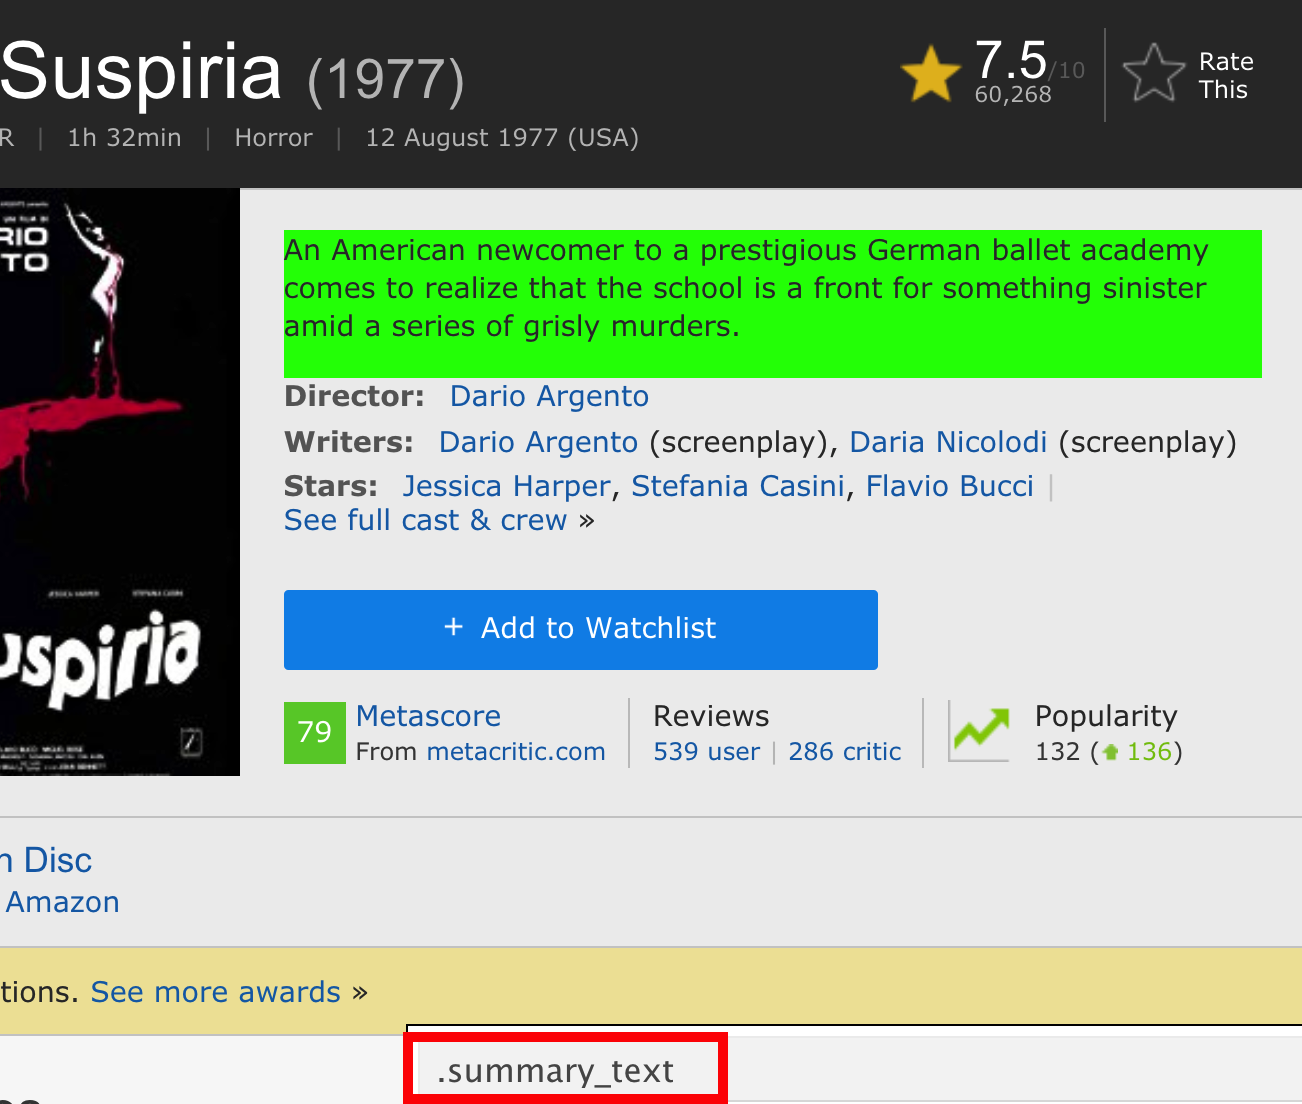 Suspiria (1977)
7.5/10
60,268
Rate
This
R | 1h 32min | Horror | 12 August 1977 (USA)
RIO
TO
An American newcomer to a prestigious German ballet academy
comes to realize that the school is a front for something sinister
amid a series of grisly murders.
Director: Dario Argento
Writers: Dario Argento (screenplay), Daria Nicolodi (screenplay)
Stars: Jessica Harper, Stefania Casini, Flavio Bucci |
See full cast & crew »
uspiria
+ Add to Watchlist
79 Metascore
From metacritic.com
Reviews
539 user | 286 critic
Popularity
132 (136)
n Disc
Amazon
tions. See more awards »
.summary_text